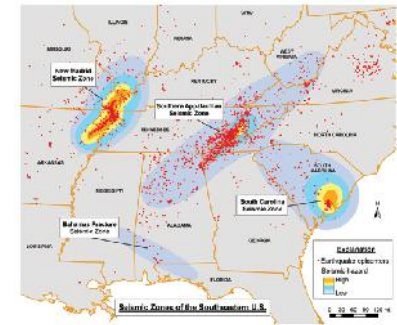 OHIO
ILLINOIS
INDIANA
MISSOURI
WEST
VIRGINIA
New Madrid
Seismic Zone
KENTUCKY
VIRGINIA
Southern Appalachian
Seismic Zone
TENNESSEE
NORTH CAROLINA
ARKANSAS
SOUTH
CAROLINA
MISSISSIPPI
South Carolina
Seismic Zone
N
Bahamas Fracture
Seismic Zone
ALABAMA
GEORGIA
LOUISIANA
Explanation
Earthquake epicenters
Seismic hazard
High
Low
FLORIDA
Seismic Zones of the Southeastern U.S.